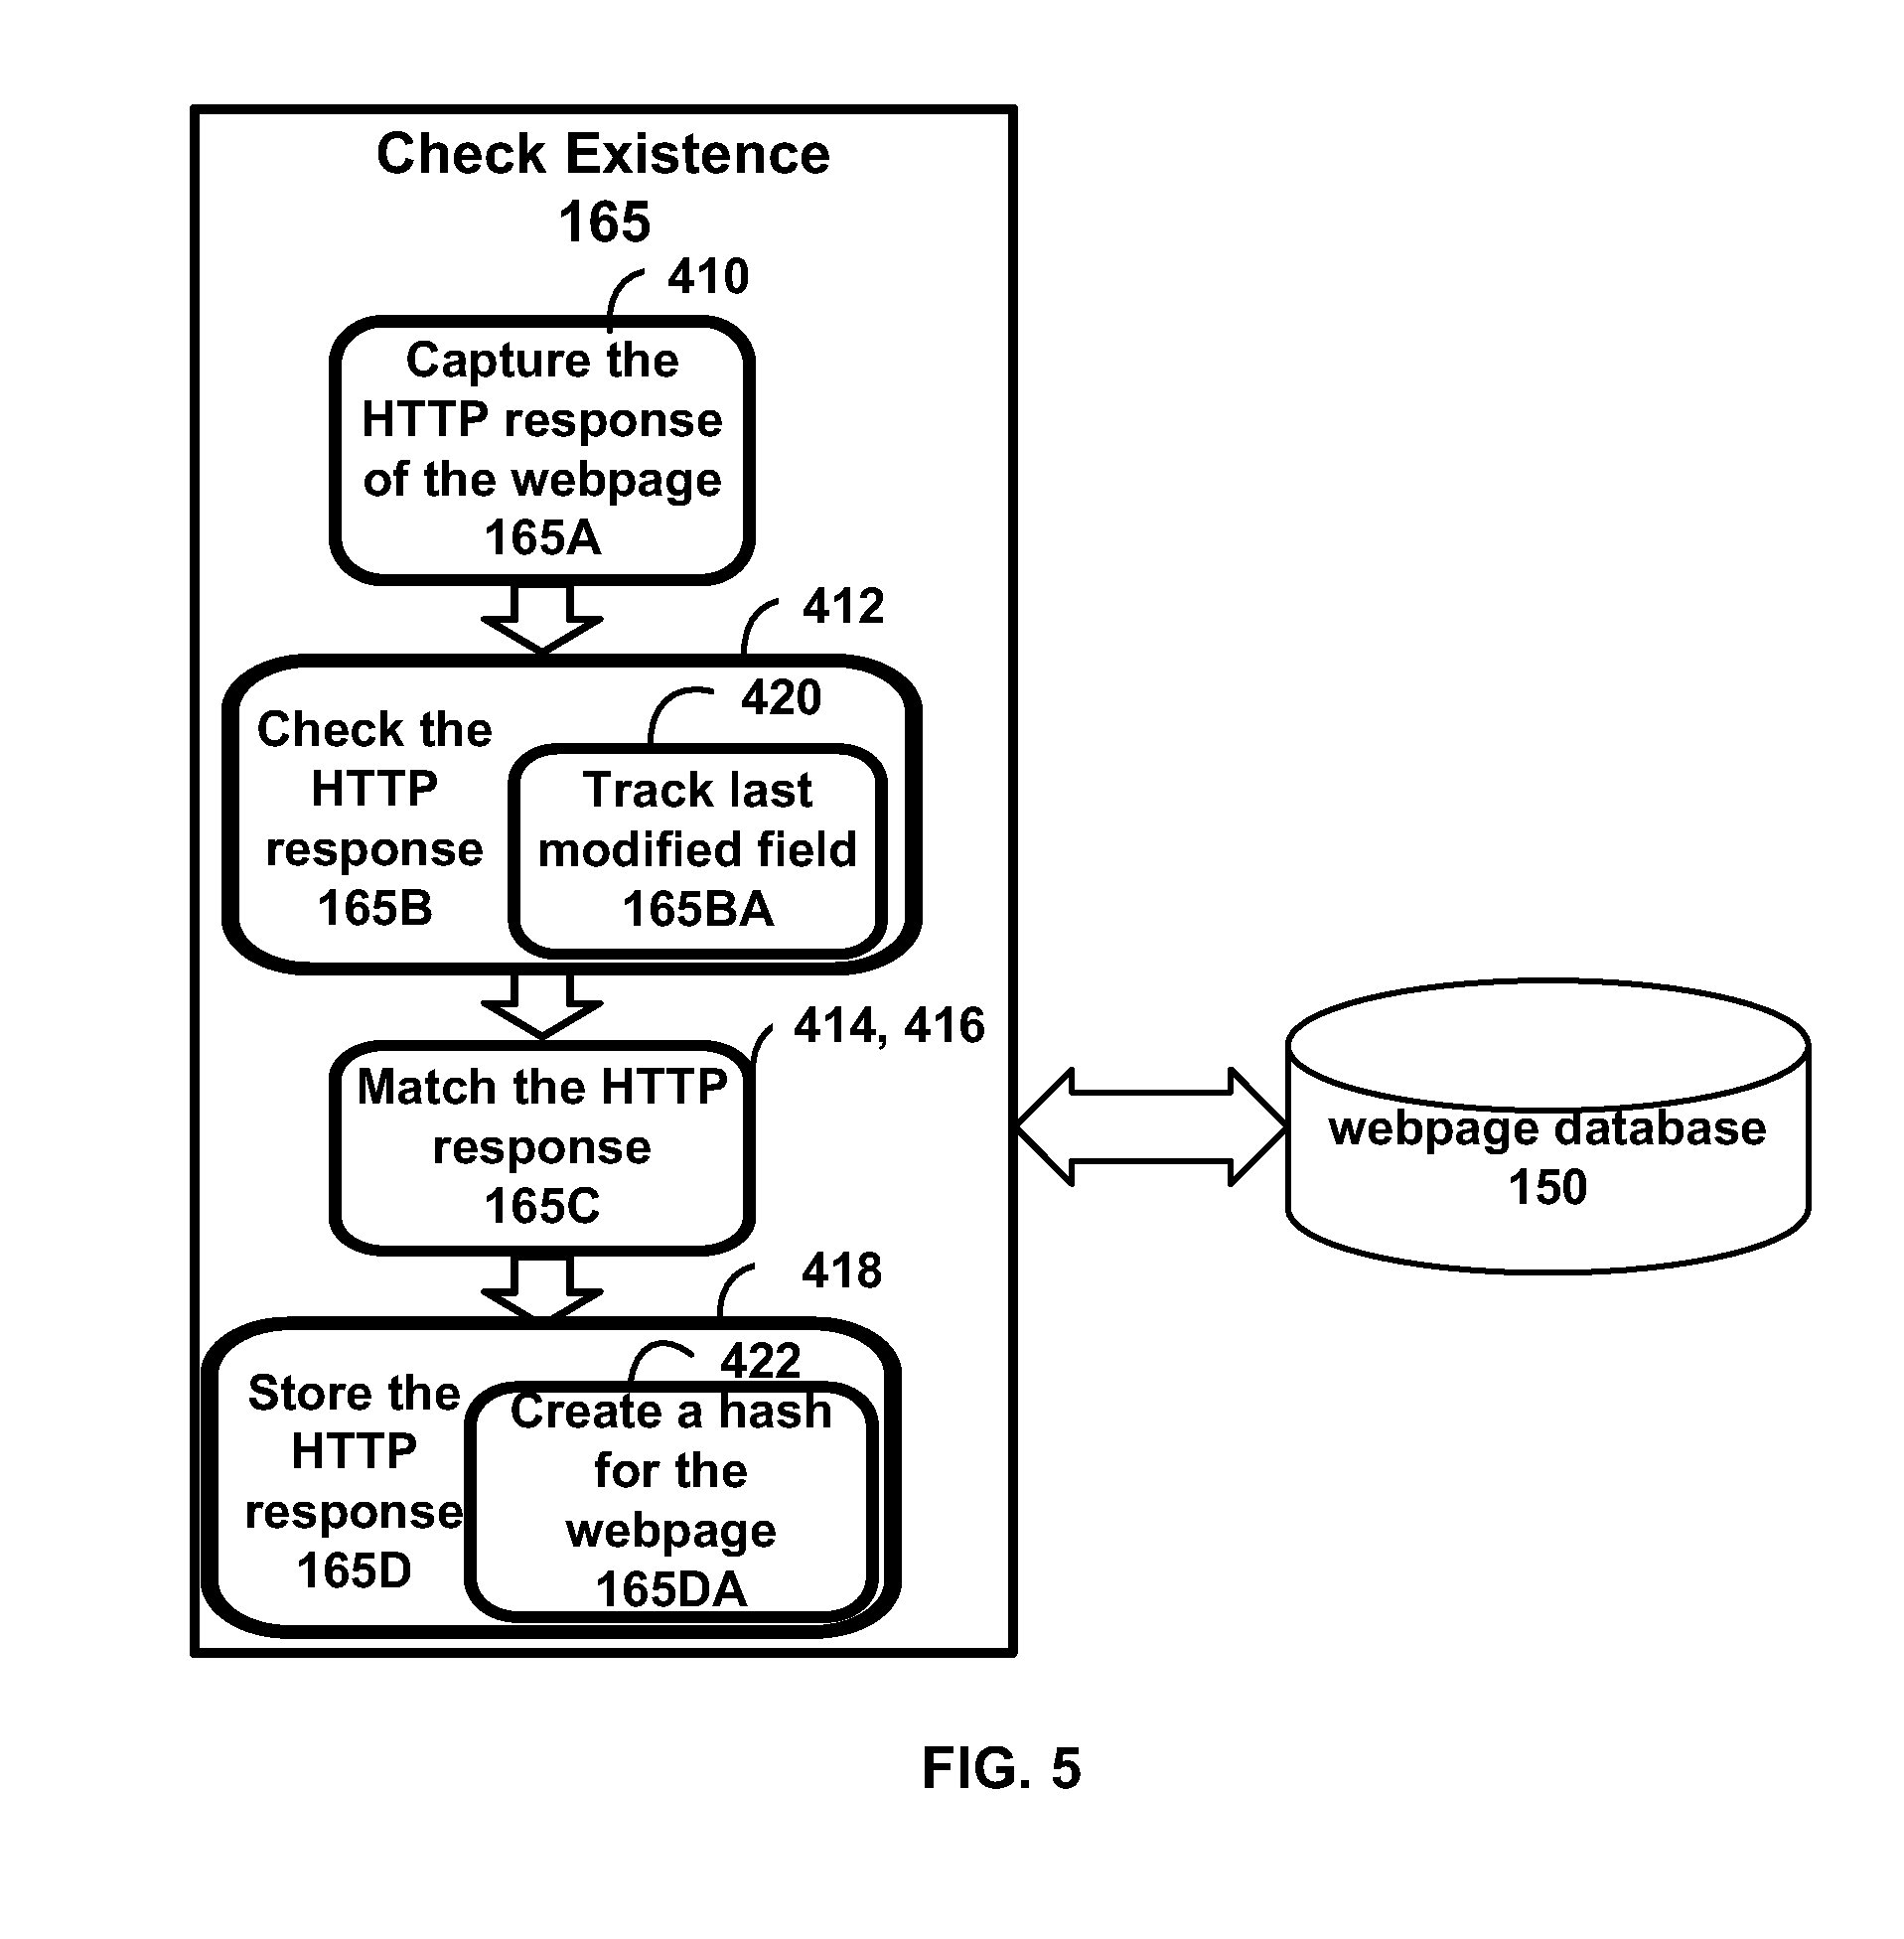 Check Existence
165
410
Capture the
HTTP response
of the webpage
165A
412
420
Check the
HTTP
response
165B
Track last
modified field
165BA
414, 416
Match the HTTP
response
165C
418
422
Store the
HTTP
response
165D
Create a hash
for the
webpage
165DA
webpage database
150
FIG. 5